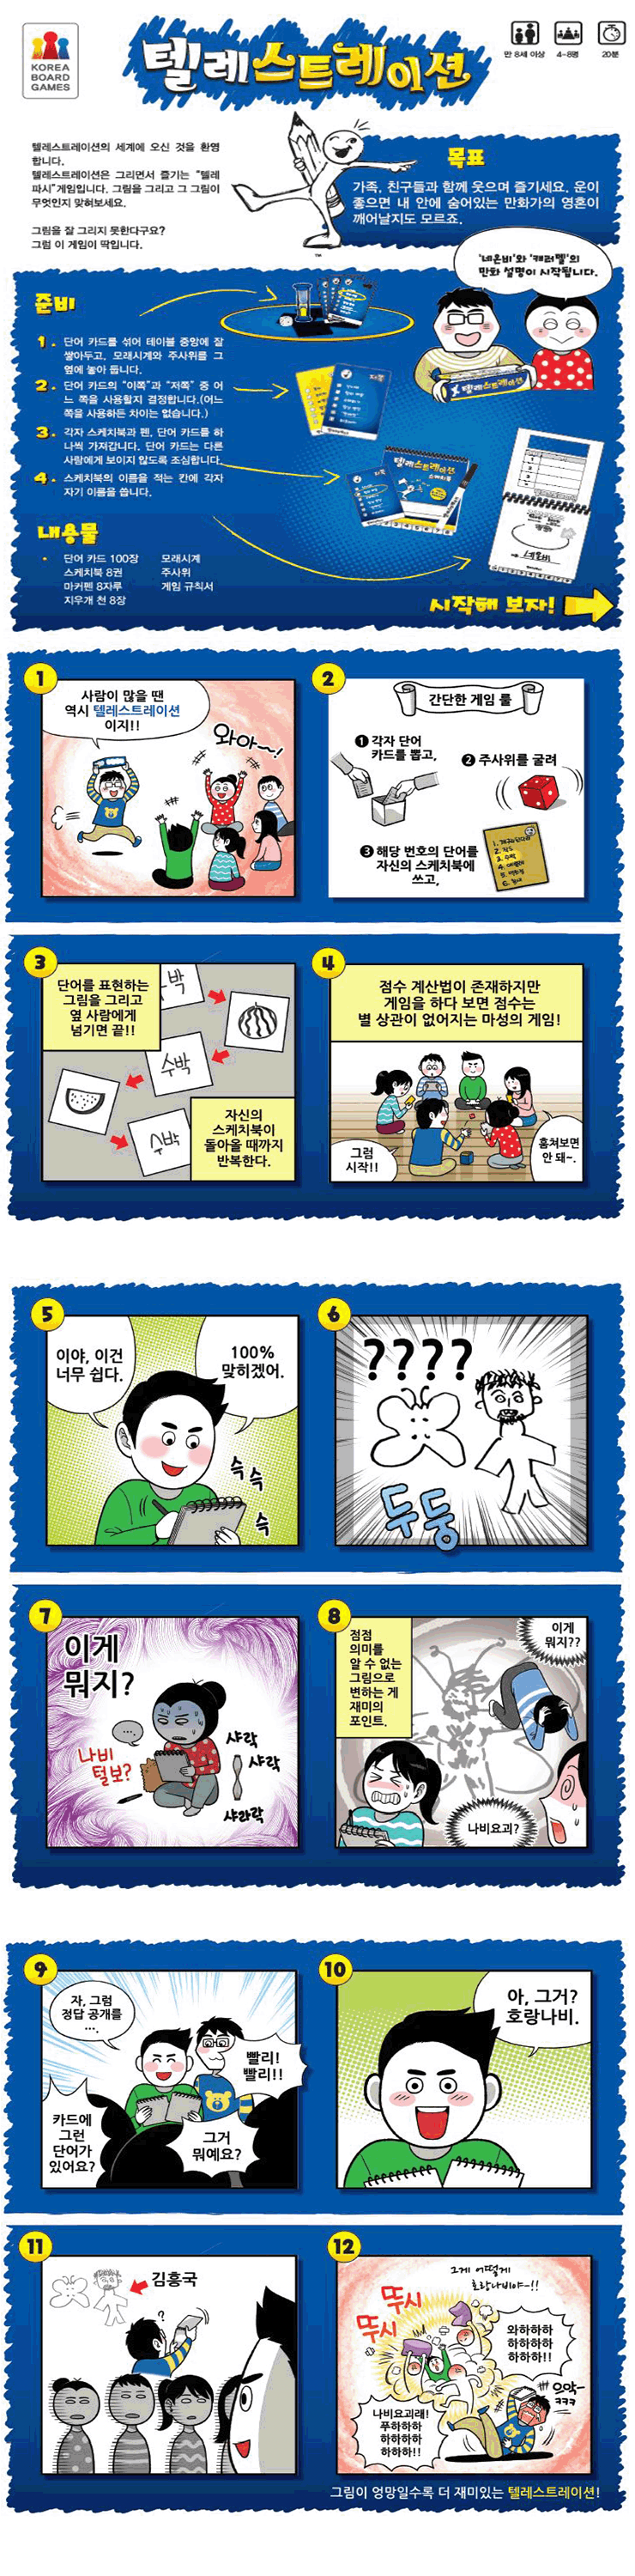 KOREA
BOARD
GAMES
텔레스트레이션
만 8세 이상
4-8명
20분
텔레스트레이션의 세계에 오신 것을 환영
합니다.
텔레스트레이션은 그리면서 즐기는 "텔레
파시"게임입니다. 그림을 그리고 그 그림이
무엇인지 맞혀보세요.
그림을 잘 그리지 못한다구요?
그럼 이 게임이 딱입니다.
목표
가족, 친구들과 함께 웃으며 즐기세요. 운이
좋으면 내 안에 숨어있는 만화가의 영혼이
깨어날지도 모르죠.
TM
'네온비'와 '캐러멜'의
만화 설명이 시작됩니다.
준비
1. 단어 카드를 섞어 테이블 중앙에 잘
쌓아두고, 모래시계와 주사위를 그
옆에 놓아 둡니다.
2. 단어 카드의 "이쪽"과 "저쪽" 중 어
느 쪽을 사용할지 결정합니다.(어느
쪽을 사용하든 차이는 없습니다.)
3. 각자 스케치북과 펜, 단어 카드를 하
나씩 가져갑니다. 단어 카드는 다른
사람에게 보이지 않도록 조심합니다.
4. 스케치북의 이름을 적는 칸에 각자
자기 이름을 씁니다.
텔레스트레이션
텔레스트레이션
스케치북
내용물
단어 카드 100장
스케치북 8권
마커펜 8자루
지우개 천 8장
모래시계
주사위
게임 규칙서
시작해 보자!
1
사람이 많을 땐
역시 텔레스트레이션
이지!!
와아~!
2
간단한 게임 룰
1 각자 단어
카드를 뽑고,
2 주사위를 굴려
3 해당 번호의 단어를
자신의 스케치북에
쓰고,
3
단어를 표현하는
그림을 그리고
옆 사람에게
넘기면 끝!!
박
수박
수박
자신의
스케치북이
돌아올 때까지
반복한다.
4
점수 계산법이 존재하지만
게임을 하다 보면 점수는
별 상관이 없어지는 마성의 게임!
그럼
시작!!
훔쳐보면
안 돼~.
5
이야, 이건
너무 쉽다.
100%
맞히겠어.
슥
슥
슥
6
????
두둥
7
이게
뭐지?
...
나비
털보?
샤락
샤락
샤라락
8
점점
의미를
알 수 없는
그림으로
변하는 게
재미의
포인트.
이게
뭐지??
나비요괴?
9
자, 그럼
정답 공개를
....
빨리!
빨리!!
카드에
그런
단어가
있어요?
그거
뭐예요?
10
아, 그거?
호랑나비.
11
김흥국
?
12
그게 어떻게
호랑나비야-!!
뚜시
뚜시
와하하하
하하하하
하하하!!
으악-
ㅋㅋㅋ
나비요괴래!
푸하하하
하하하하
하하하!!
그림이 엉망일수록 더 재미있는 텔레스트레이션!